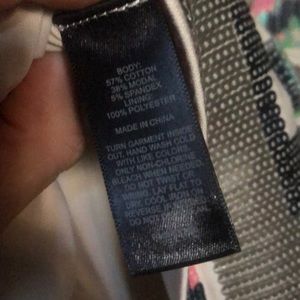 BODY:
57% COTTON
38% MODAL
5% SPANDEX
LINING:
100% POLYESTER
MADE IN CHINA
TURN GARMENT INSIDE
OUT. HAND WASH COLD
WITH LIKE COLORS,
ONLY NON-CHLORINE
BLEACH WHEN NEEDED.
DO NOT TWIST OR
WRING, LAY FLAT TO
DRY, COOL IRON ON
REVERSE IF NEEDED.
DO NOT